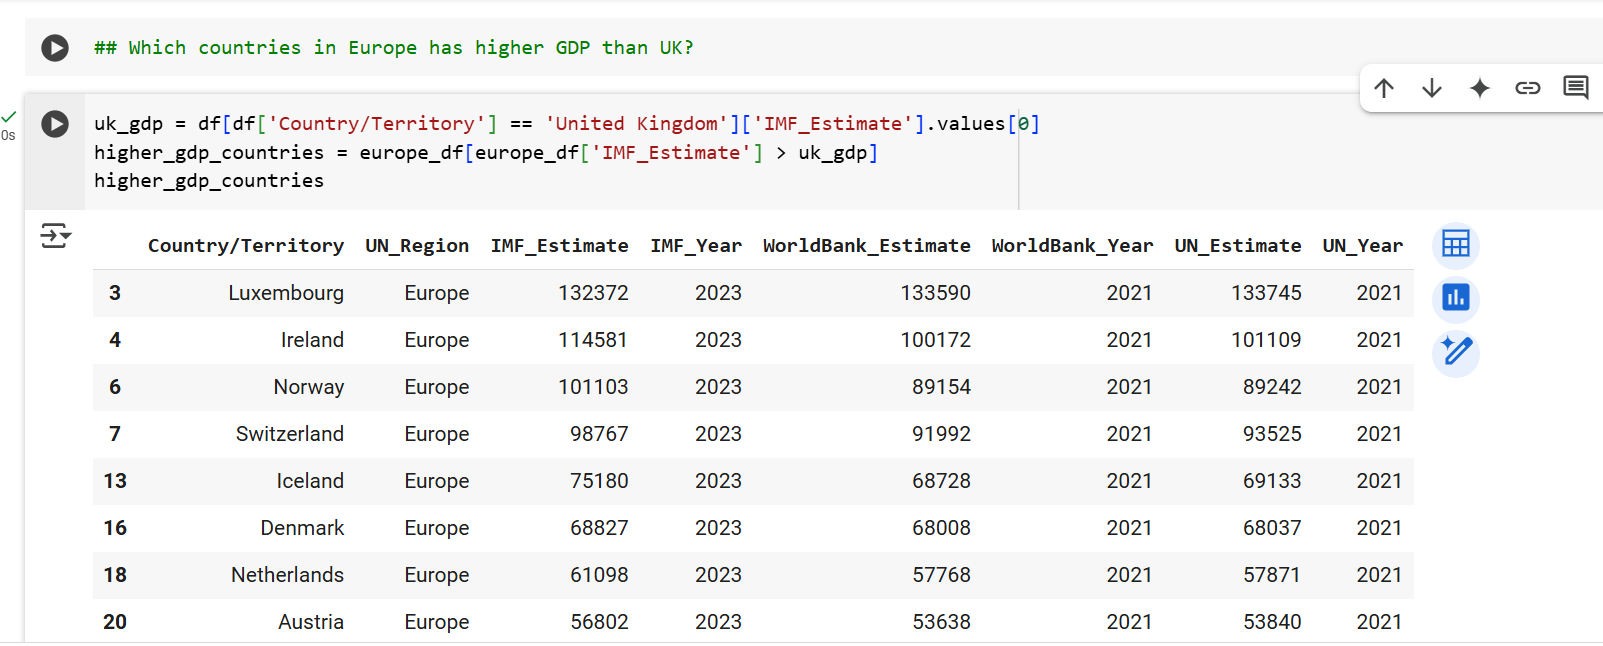 ## Which countries in Europe has higher GDP than UK?
0s
uk_gdp = df[df['Country/Territory'] == 'United Kingdom']['IMF_Estimate'].values[0]
higher_gdp_countries = europe_df[europe_df['IMF_Estimate'] > uk_gdp]
higher_gdp_countries
Country/Territory UN_Region IMF_Estimate IMF_Year WorldBank_Estimate WorldBank_Year UN_Estimate UN_Year
3 Luxembourg Europe 132372 2023 133590 2021 133745 2021
4 Ireland Europe 114581 2023 100172 2021 101109 2021
6 Norway Europe 101103 2023 89154 2021 89242 2021
7 Switzerland Europe 98767 2023 91992 2021 93525 2021
13 Iceland Europe 75180 2023 68728 2021 69133 2021
16 Denmark Europe 68827 2023 68008 2021 68037 2021
18 Netherlands Europe 61098 2023 57768 2021 57871 2021
20 Austria Europe 56802 2023 53638 2021 53840 2021